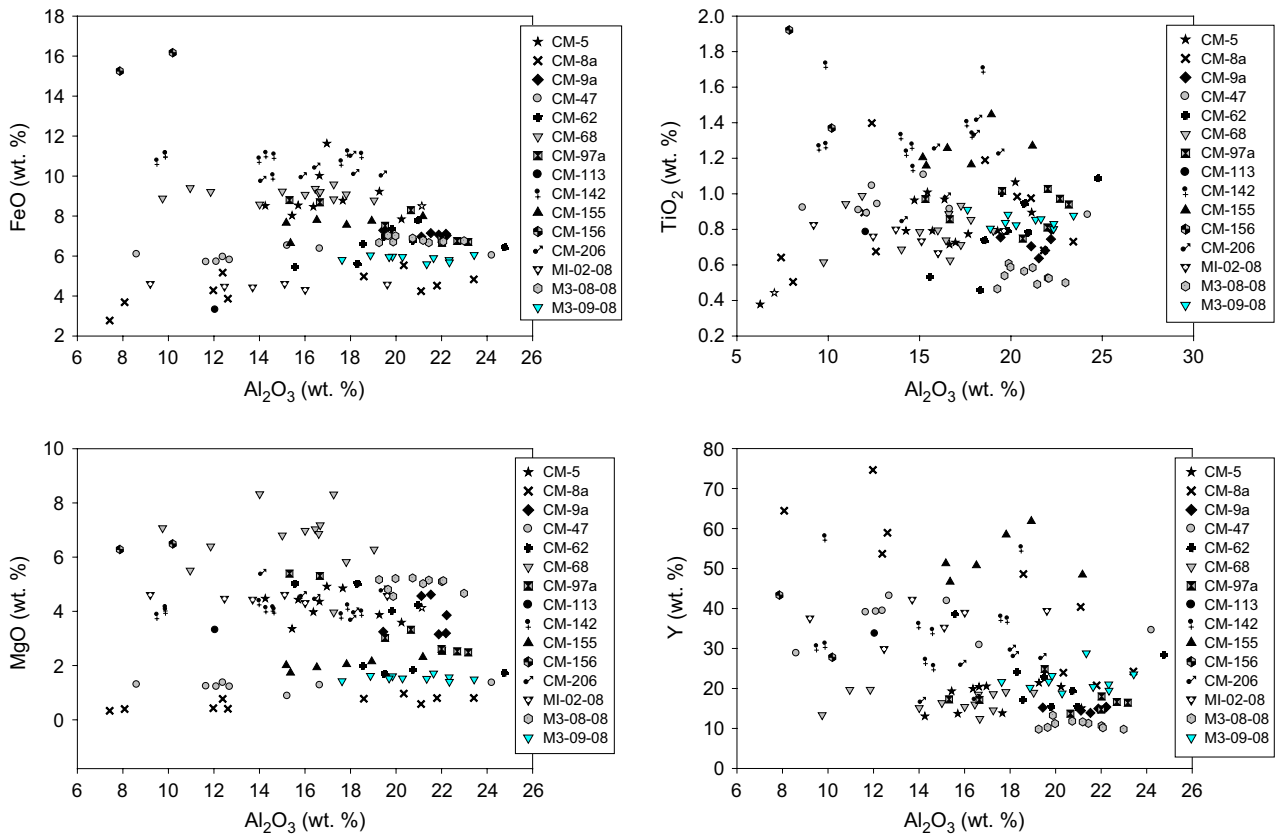 FeO (wt. %)
18
16
14
12
10
8
6
4
2
6 8 10 12 14 16 18 20 22 24 26
Al2O3 (wt. %)
CM-5
CM-8a
CM-9a
CM-47
CM-62
CM-68
CM-97a
CM-113
CM-142
CM-155
CM-156
CM-206
MI-02-08
M3-08-08
M3-09-08
TiO2 (wt. %)
2.0
1.8
1.6
1.4
1.2
1.0
0.8
0.6
0.4
0.2
5 10 15 20 25 30
Al2O3 (wt. %)
CM-5
CM-8a
CM-9a
CM-47
CM-62
CM-68
CM-97a
CM-113
CM-142
CM-155
CM-156
CM-206
MI-02-08
M3-08-08
M3-09-08
MgO (wt. %)
10
8
6
4
2
0
6 8 10 12 14 16 18 20 22 24 26
Al2O3 (wt. %)
CM-5
CM-8a
CM-9a
CM-47
CM-62
CM-68
CM-97a
CM-113
CM-142
CM-155
CM-156
CM-206
MI-02-08
M3-08-08
M3-09-08
Y (wt. %)
80
70
60
50
40
30
20
10
0
6 8 10 12 14 16 18 20 22 24 26
Al2O3 (wt. %)
CM-5
CM-8a
CM-9a
CM-47
CM-62
CM-68
CM-97a
CM-113
CM-142
CM-155
CM-156
CM-206
MI-02-08
M3-08-08
M3-09-08